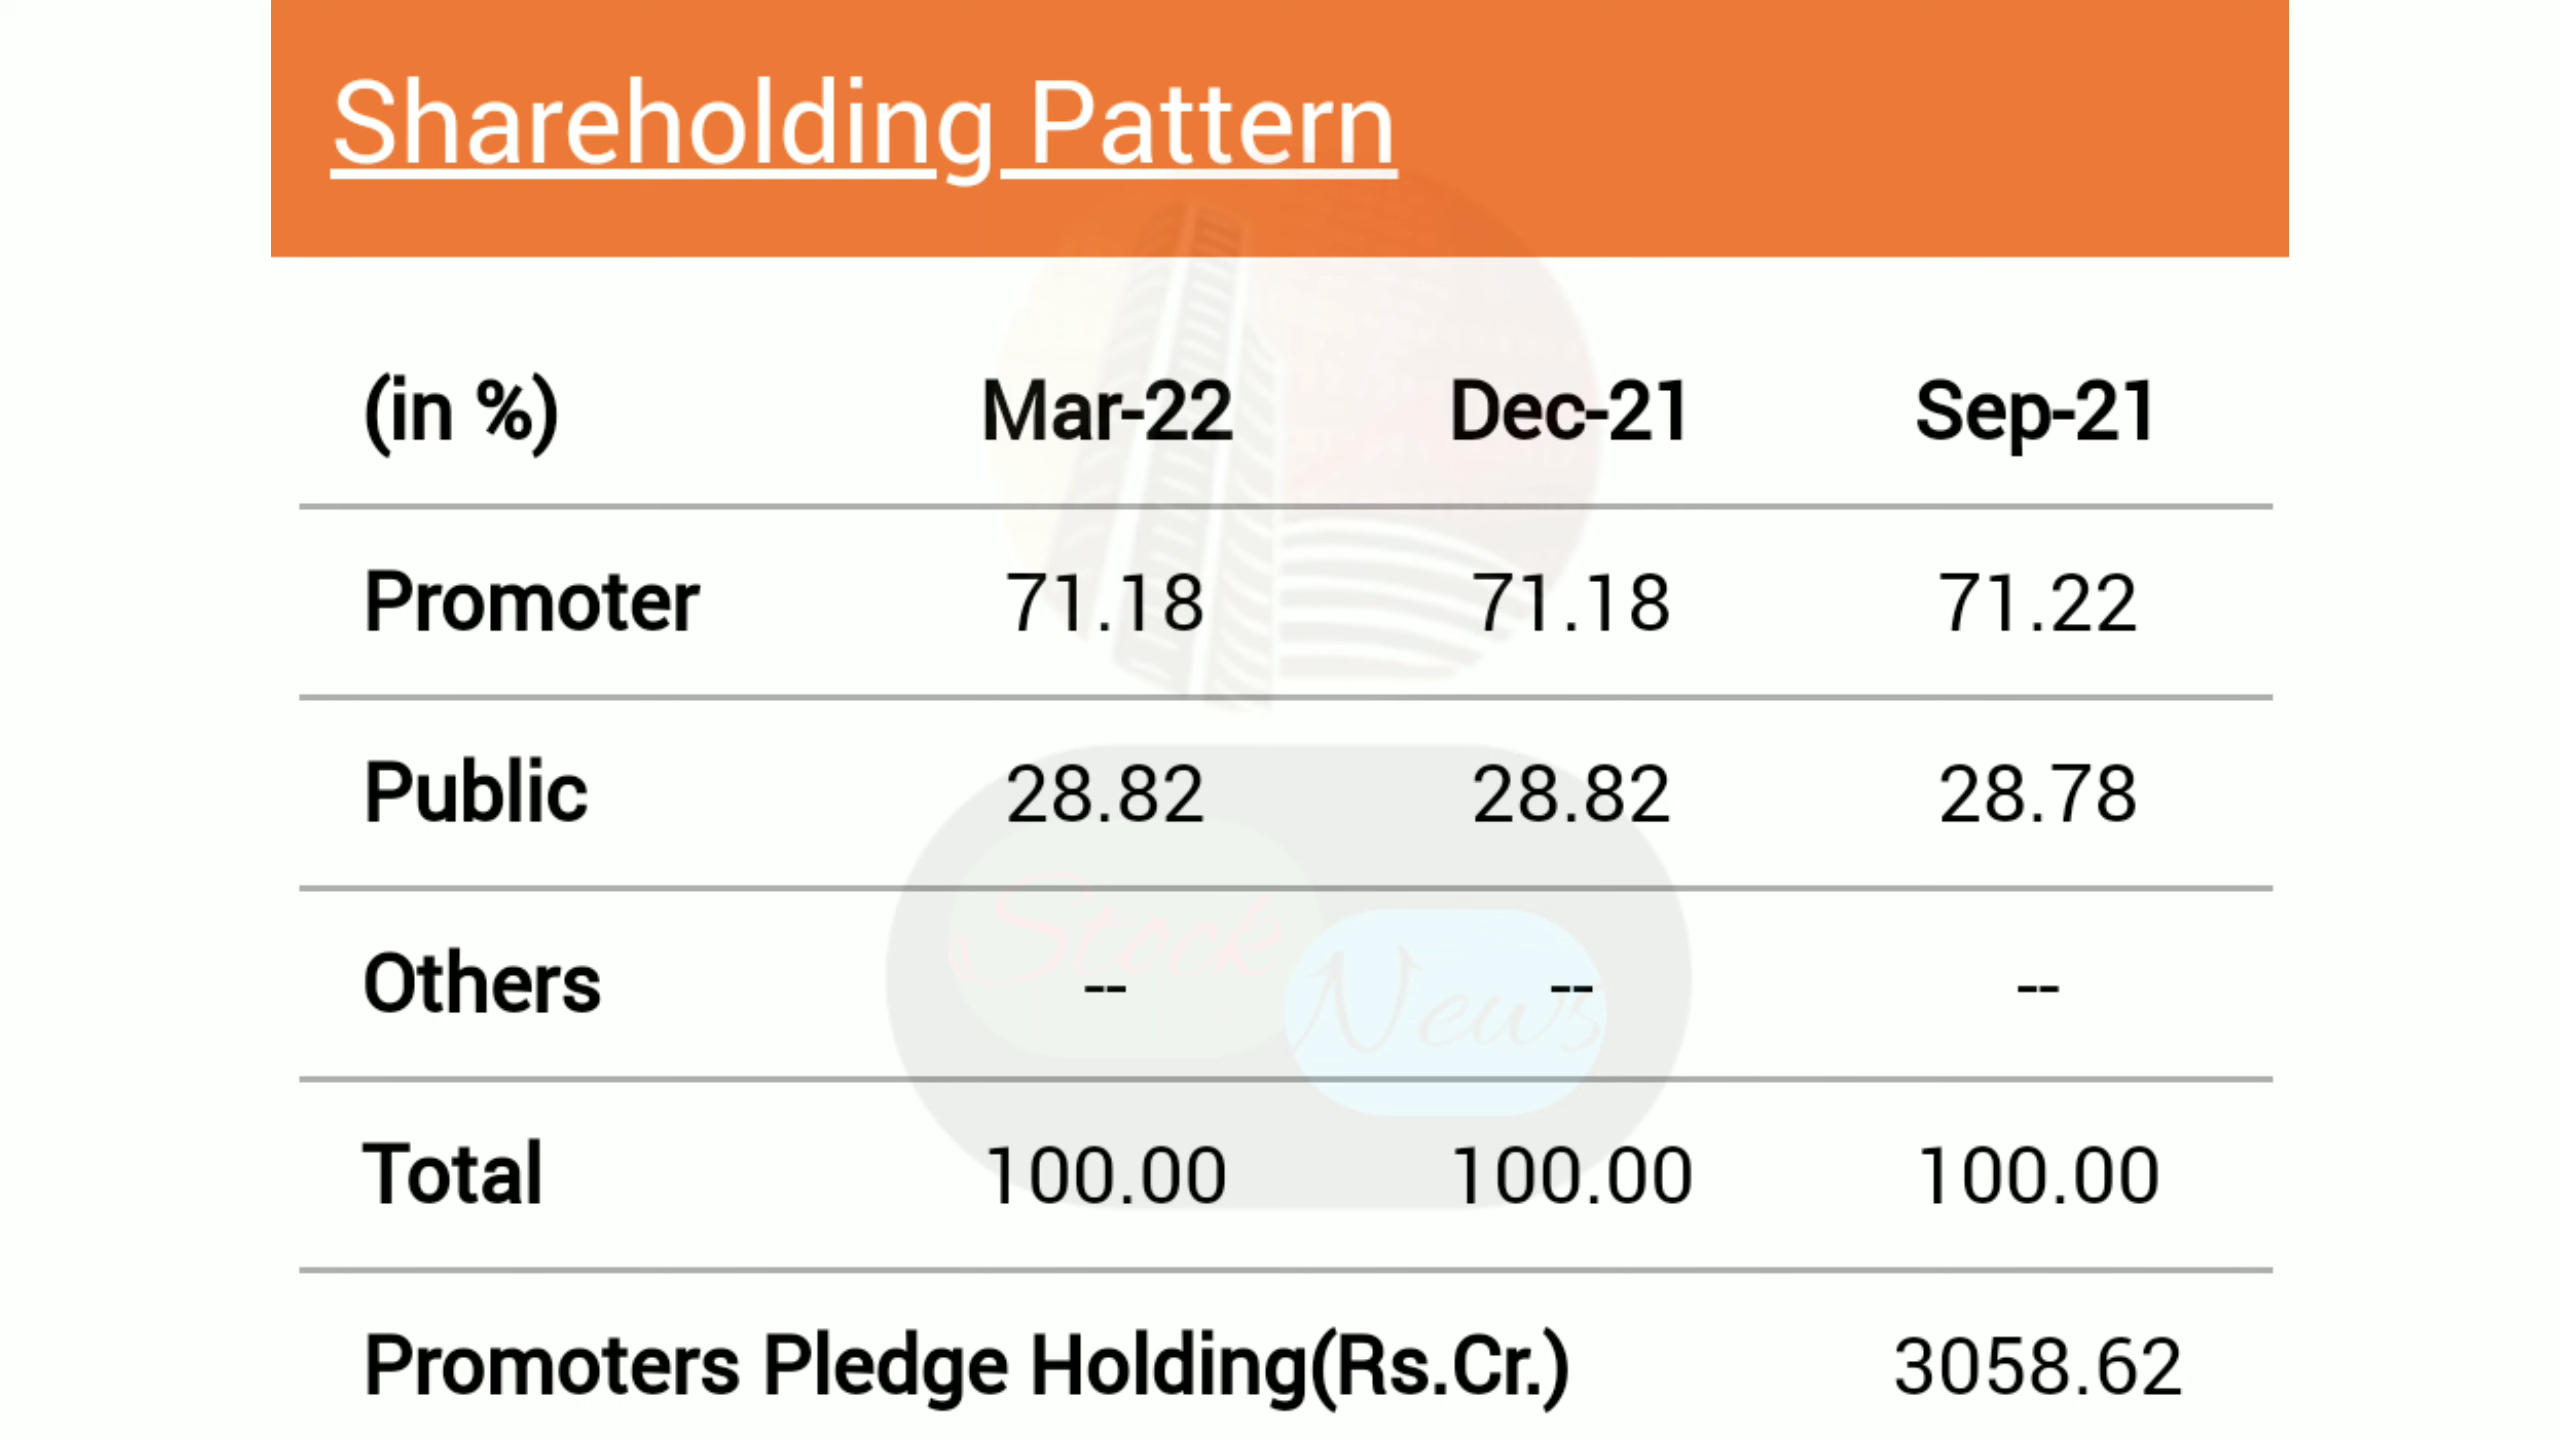 Shareholding Pattern
(in %) Mar-22 Dec-21 Sep-21
Promoter 71.18 71.18 71.22
Public 28.82 28.82 28.78
Others -- -- --
Stock
News
Total 100.00 100.00 100.00
Promoters Pledge Holding(Rs.Cr.) 3058.62